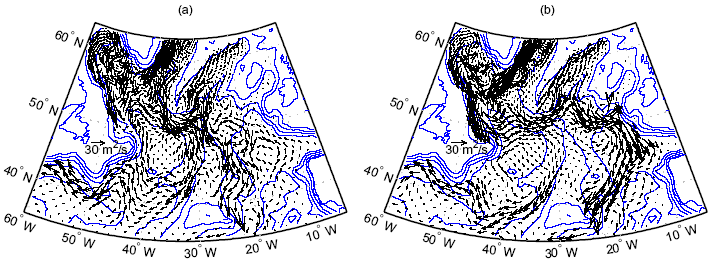 (a)
60° N
50° N
40° N
30 m²/s
60° W
50° W
40° W
30° W
20° W
10° W
(b)
60° N
50° N
40° N
30 m²/s
60° W
50° W
40° W
30° W
20° W
10° W